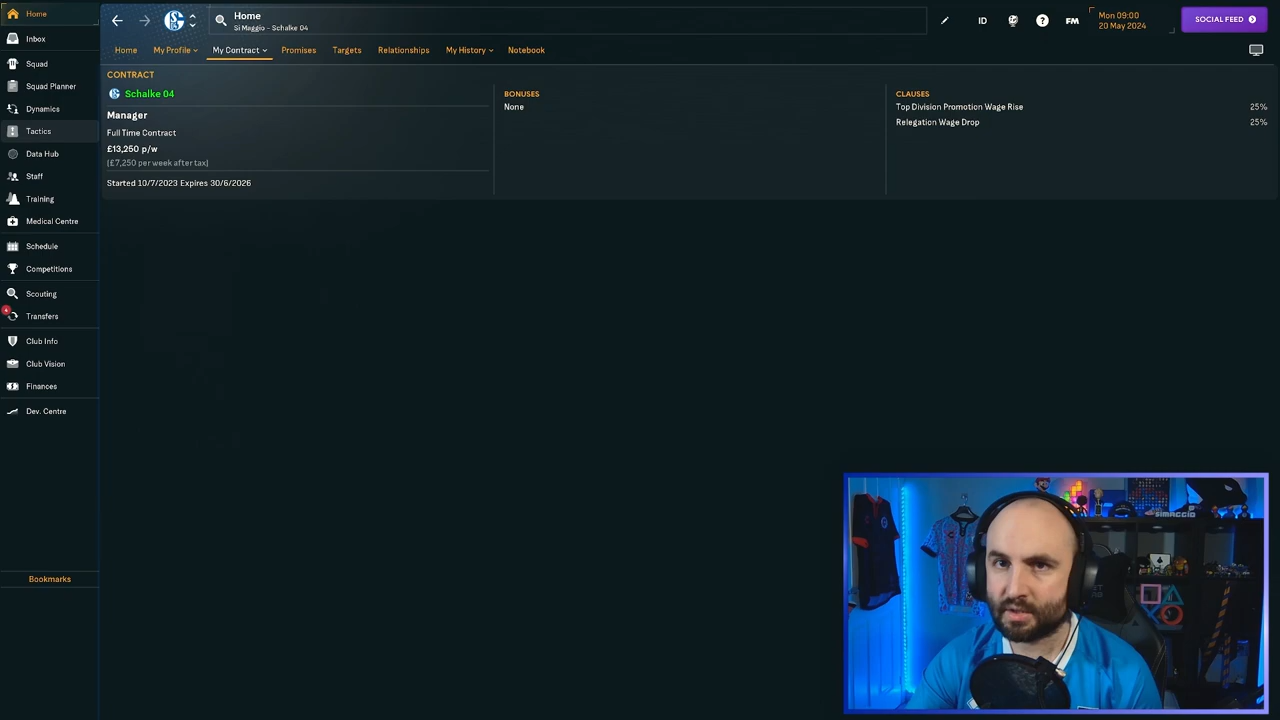 Home
Inbox
Squad
Squad Planner
Dynamics
Tactics
Data Hub
Staff
Training
Medical Centre
Schedule
Competitions
Scouting
Transfers
Club Info
Club Vision
Finances
Dev. Centre
Bookmarks
Home
Si Maggio - Schalke 04
ID
FM
Mon 09:00
20 May 2024
SOCIAL FEED
Home
My Profile
My Contract
Promises
Targets
Relationships
My History
Notebook
CONTRACT
Schalke 04
Manager
Full Time Contract
£13,250 p/w
(£7,250 per week after tax)
Started 10/7/2023 Expires 30/6/2026
BONUSES
None
CLAUSES
Top Division Promotion Wage Rise 25%
Relegation Wage Drop 25%
SIMAGGIO